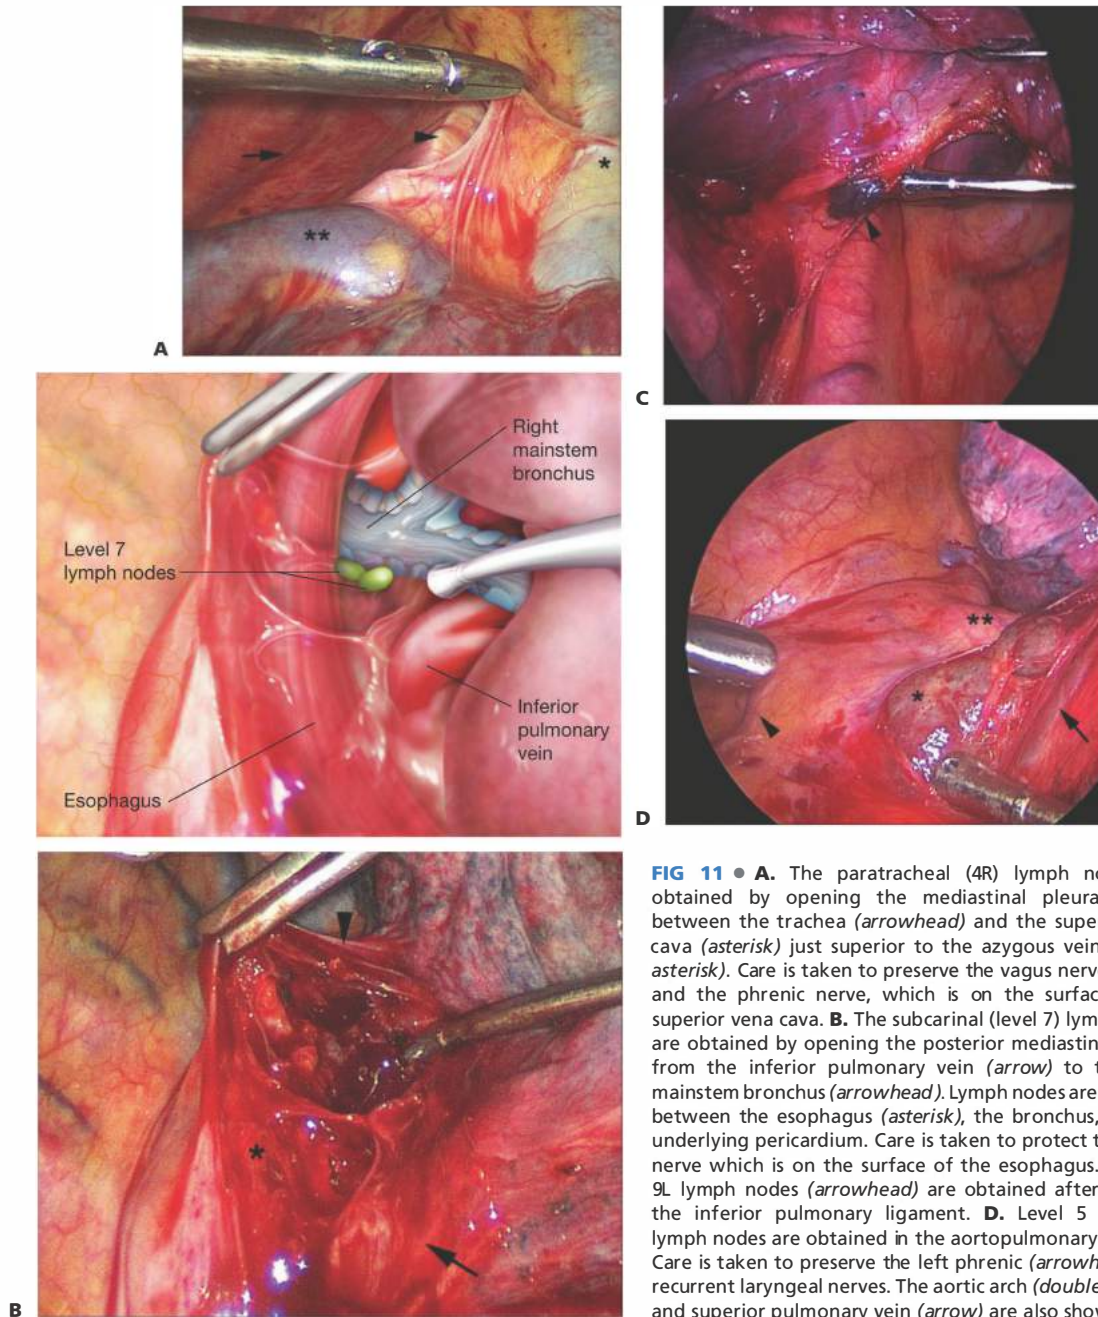 *
**
A
C
Right
mainstem
bronchus
Level 7
lymph nodes
Inferior
pulmonary
vein
Esophagus
**
*
D
*
B
FIG 11 ● A. The paratracheal (4R) lymph
obtained by opening the mediastinal pleura
between the trachea (arrowhead) and the
cava (asterisk) just superior to the azygous vein
asterisk). Care is taken to preserve the vagus
and the phrenic nerve, which is on the
superior vena cava. B. The subcarinal (level 7)
are obtained by opening the posterior
from the inferior pulmonary vein (arrow) to
mainstem bronchus (arrowhead). Lymph nodes are
between the esophagus (asterisk), the bronchus,
underlying pericardium. Care is taken to protect
nerve which is on the surface of the esophagus.
9L lymph nodes (arrowhead) are obtained
the inferior pulmonary ligament. D. Level 5
lymph nodes are obtained in the aortopulmonary
Care is taken to preserve the left phrenic
recurrent laryngeal nerves. The aortic arch (double
and superior pulmonary vein (arrow) are also